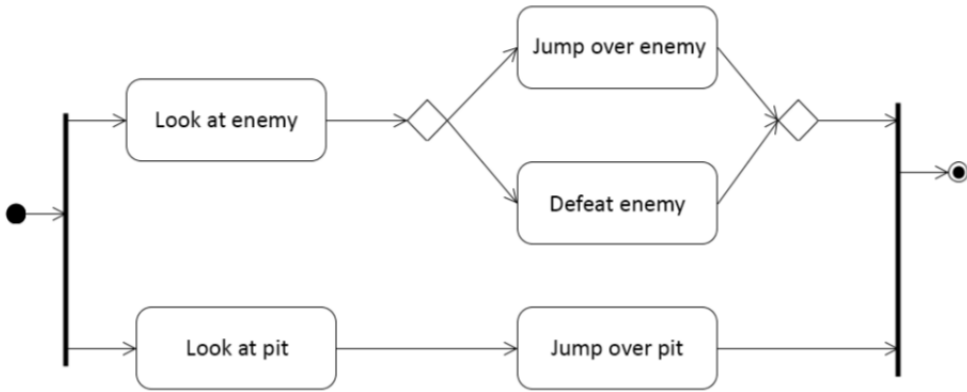 Jump over enemy
Look at enemy
Defeat enemy
Look at pit
Jump over pit